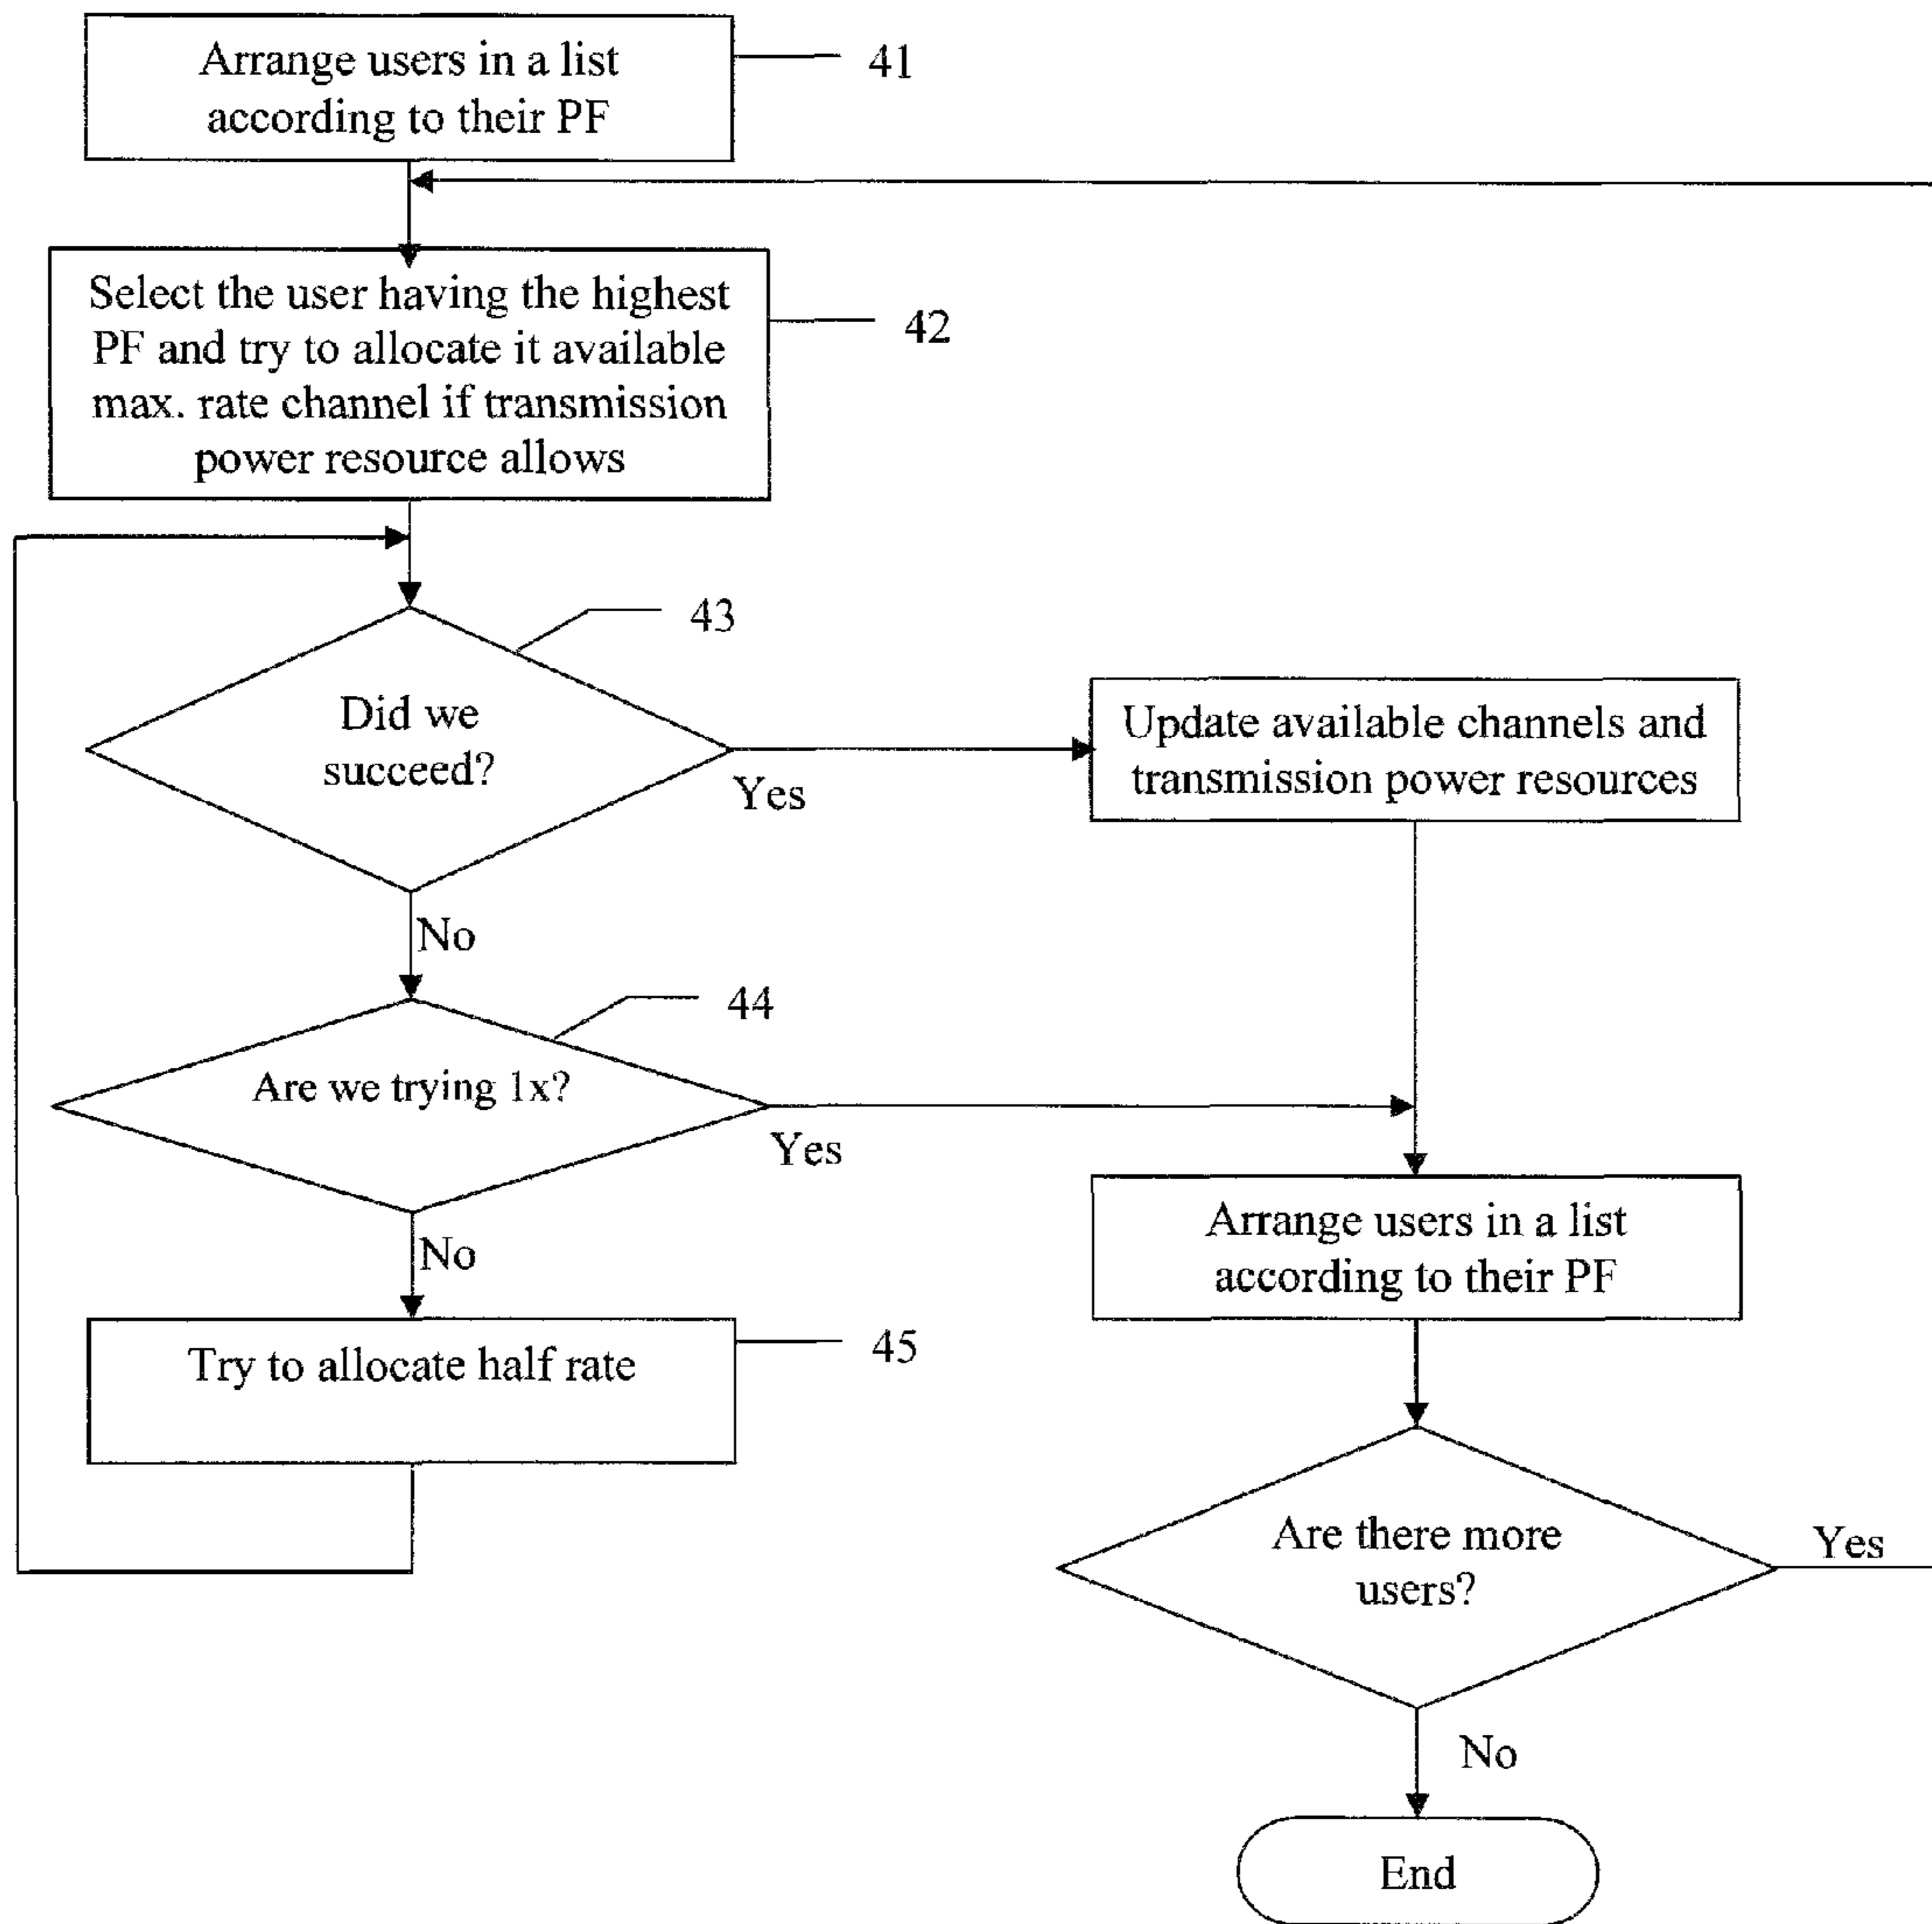 Arrange users in a list
according to their PF
41
Select the user having the highest
PF and try to allocate it available
max. rate channel if transmission
power resource allows
42
Did we
succeed?
43
Yes
Update available channels and
transmission power resources
No
Are we trying 1x?
44
Yes
Arrange users in a list
according to their PF
No
Try to allocate half rate
45
Are there more
users?
Yes
No
End